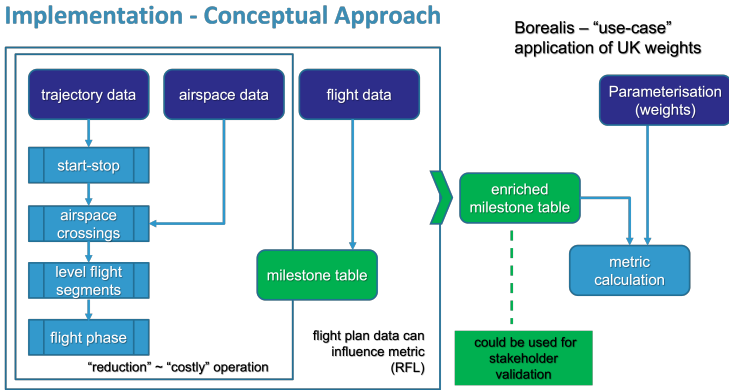 Implementation - Conceptual Approach
Borealis – “use-case”
application of UK weights
trajectory data
airspace data
flight data
Parameterisation
(weights)
start-stop
airspace
crossings
level flight
segments
flight phase
milestone table
enriched
milestone table
metric
calculation
flight plan data can
influence metric
(RFL)
“reduction” ~ “costly” operation
could be used for
stakeholder
validation